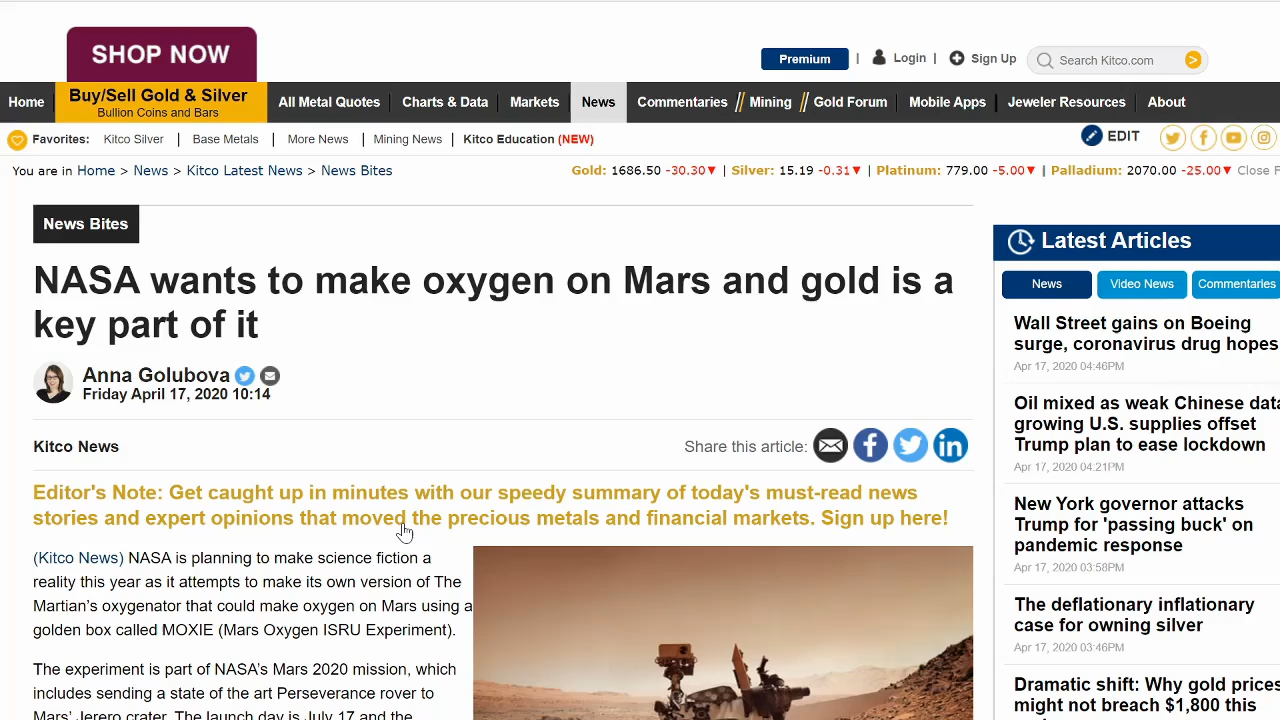 SHOP NOW
Premium | Login | Sign Up Search Kitco.com
Home Buy/Sell Gold & Silver Bullion Coins and Bars All Metal Quotes Charts & Data Markets News Commentaries Mining Gold Forum Mobile Apps Jeweler Resources About
Favorites: Kitco Silver | Base Metals | More News | Mining News | Kitco Education (NEW) EDIT
You are in Home > News > Kitco Latest News > News Bites Gold: 1686.50 -30.30▼ | Silver: 15.19 -0.31▼ | Platinum: 779.00 -5.00▼ | Palladium: 2070.00 -25.00▼ Close
News Bites
NASA wants to make oxygen on Mars and gold is a
key part of it
Anna Golubova
Friday April 17, 2020 10:14
Kitco News Share this article:
Editor's Note: Get caught up in minutes with our speedy summary of today's must-read news
stories and expert opinions that moved the precious metals and financial markets. Sign up here!
(Kitco News) NASA is planning to make science fiction a
reality this year as it attempts to make its own version of The
Martian's oxygenator that could make oxygen on Mars using a
golden box called MOXIE (Mars Oxygen ISRU Experiment).
The experiment is part of NASA's Mars 2020 mission, which
includes sending a state of the art Perseverance rover to
Mars' Jerero crater. The launch day is July 17 and the
Latest Articles
News Video News Commentaries
Wall Street gains on Boeing
surge, coronavirus drug hopes
Apr 17, 2020 04:46PM
Oil mixed as weak Chinese data
growing U.S. supplies offset
Trump plan to ease lockdown
Apr 17, 2020 04:21PM
New York governor attacks
Trump for 'passing buck' on
pandemic response
Apr 17, 2020 03:58PM
The deflationary inflationary
case for owning silver
Apr 17, 2020 03:46PM
Dramatic shift: Why gold prices
might not breach $1,800 this